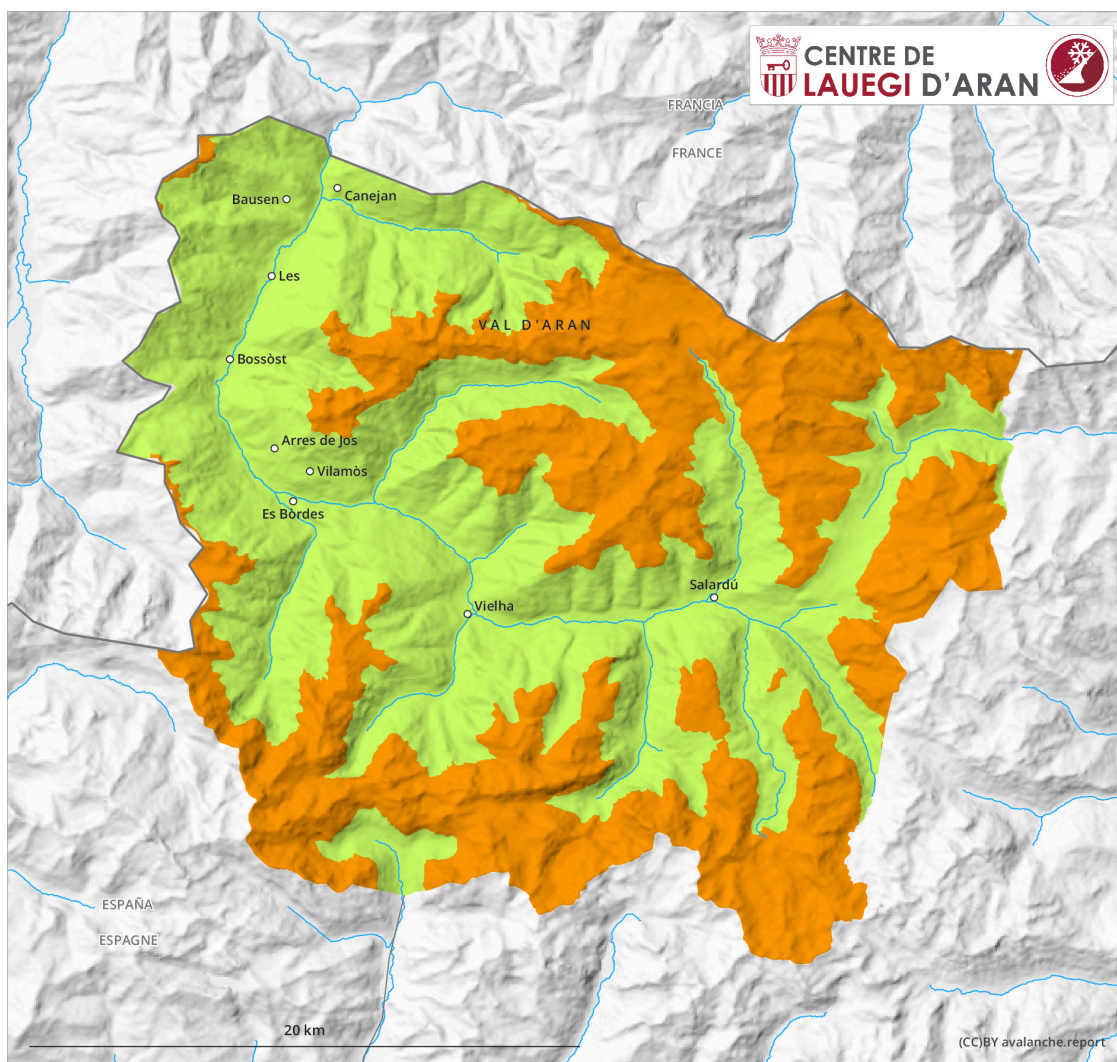 CENTRE DE
LAUEGI D'ARAN
FRANCIA
FRANCE
Bausen
Canejan
Les
VAL D'ARAN
Bossòst
Arres de Jos
Vilamòs
Es Bòrdes
Salardú
Vielha
ESPAÑA
ESPAGNE
20 km
(CC)BY avalanche.report